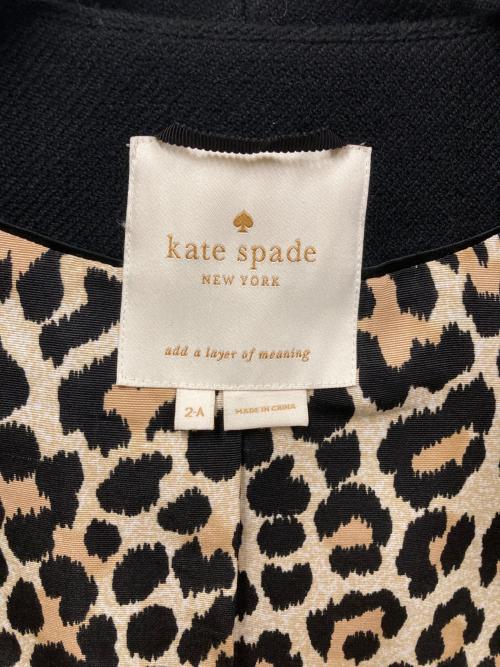 kate spade
NEW YORK
add a layer of meaning
2-A
MADE IN CHINA